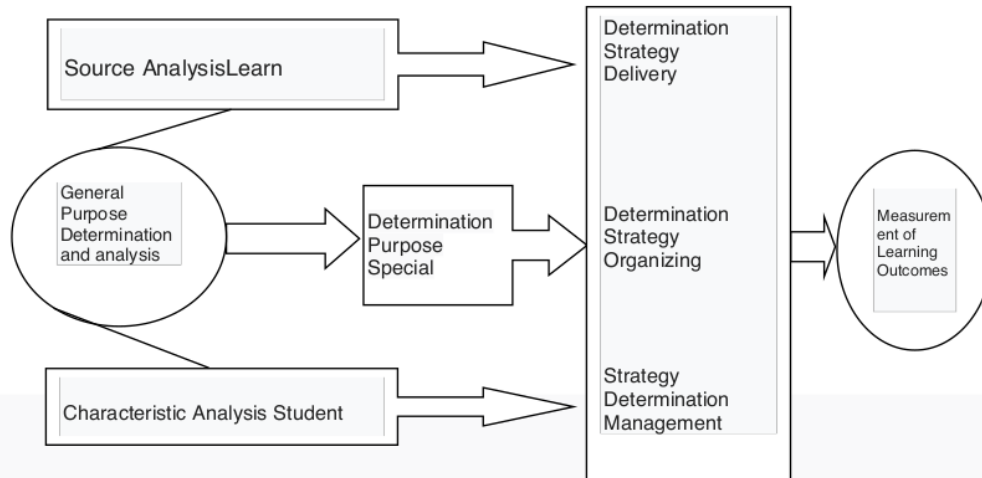 Source AnalysisLearn
General
Purpose
Determination
and analysis
Characteristic Analysis Student
Determination
Purpose
Special
Determination
Strategy
Delivery
Determination
Strategy
Organizing
Strategy
Determination
Management
Measurem
ent of
Learning
Outcomes